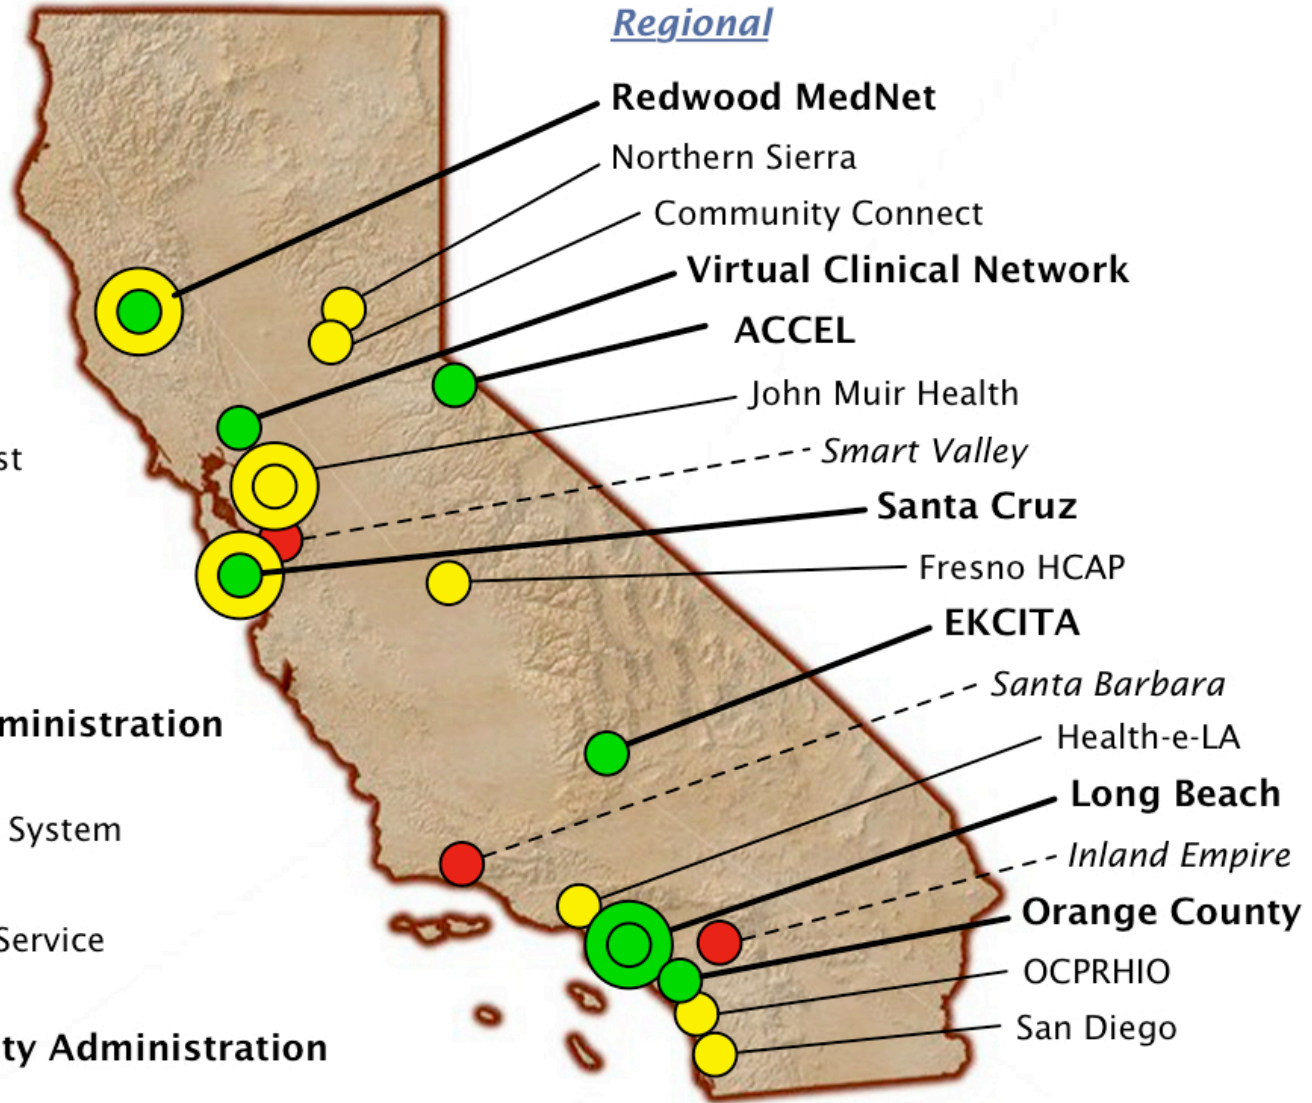 Regional
Redwood MedNet
Northern Sierra
Community Connect
Virtual Clinical Network
ACCEL
John Muir Health
Smart Valley
st
Santa Cruz
Fresno HCAP
EKCITA
Santa Barbara
ministration
Health-e-LA
Long Beach
System
Inland Empire
Orange County
Service
OCPRHIO
San Diego
ty Administration